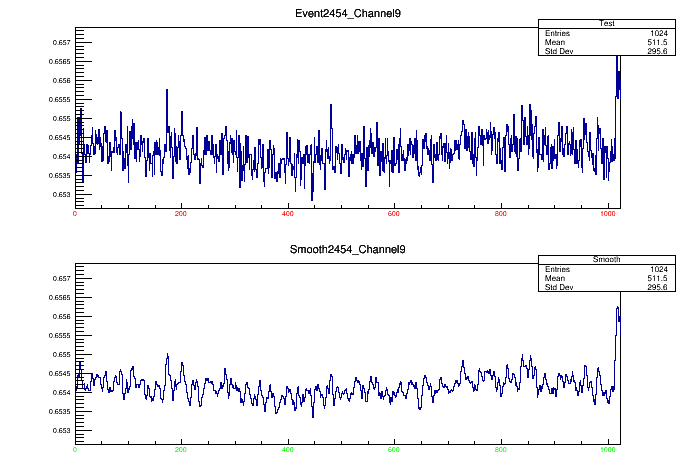 Event2454_Channel9
Test
Entries 1024
Mean 511.5
Std Dev 295.6
0.657
0.6565
0.656
0.6555
0.655
0.6545
0.654
0.6535
0.653
0 200 400 600 800 1000
Smooth2454_Channel9
Smooth
Entries 1024
Mean 511.5
Std Dev 295.6
0.657
0.6565
0.656
0.6555
0.655
0.6545
0.654
0.6535
0.653
0 200 400 600 800 1000